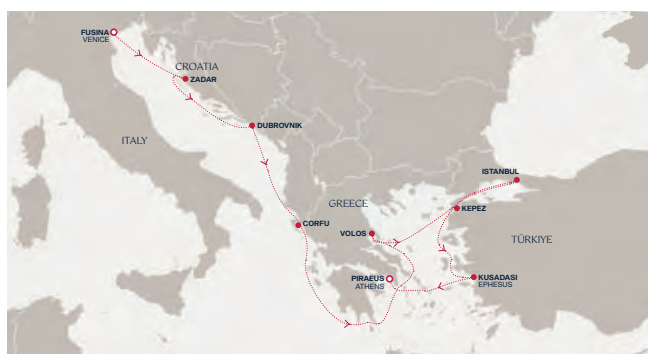 FUSINA
VENICE
CROATIA
ZADAR
DUBROVNIK
ITALY
ISTANBUL
GREECE
KEPEZ
CORFU
VOLOS
TÜRKIYE
PIRAEUS
ATHENS
KUSADASI
EPHESUS